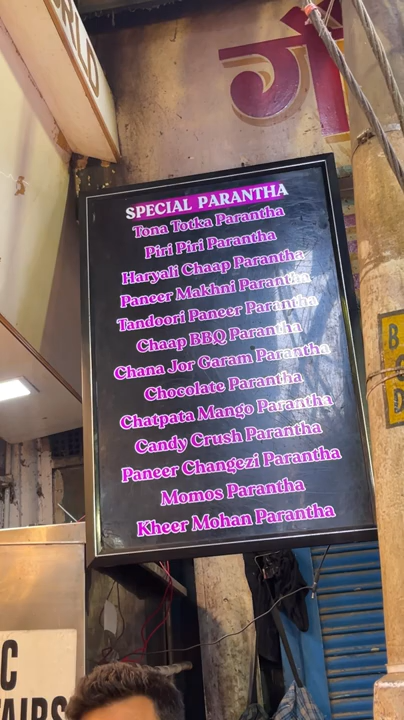 RLD
गौ
SPECIAL PARANTHA
Tona Totka Parantha
Piri Piri Parantha
Haryali Chaap Parantha
Paneer Makhni Parantha
Tandoori Paneer Parantha
Chaap BBQ Parantha
Chana Jor Garam Parantha
Chocolate Parantha
Chatpata Mango Parantha
Candy Crush Parantha
Paneer Changezi Parantha
Momos Parantha
Kheer Mohan Parantha